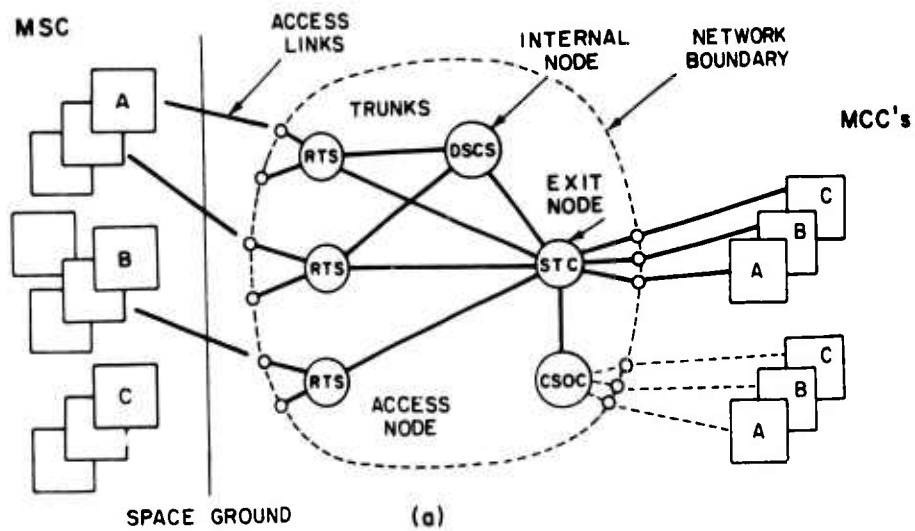 MSC
ACCESS
LINKS
INTERNAL
NODE
NETWORK
BOUNDARY
TRUNKS
MCC's
A
RTS
DSCS
EXIT
NODE
C
B
A
B
RTS
STC
C
RTS
ACCESS
NODE
CSOC
C
B
A
SPACE GROUND
(a)